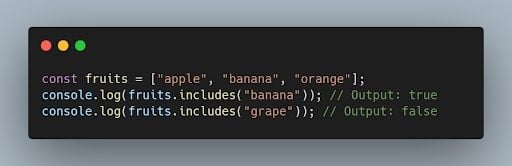 const fruits = ["apple", "banana", "orange"];
console.log(fruits.includes("banana")); // Output: true
console.log(fruits.includes("grape")); // Output: false